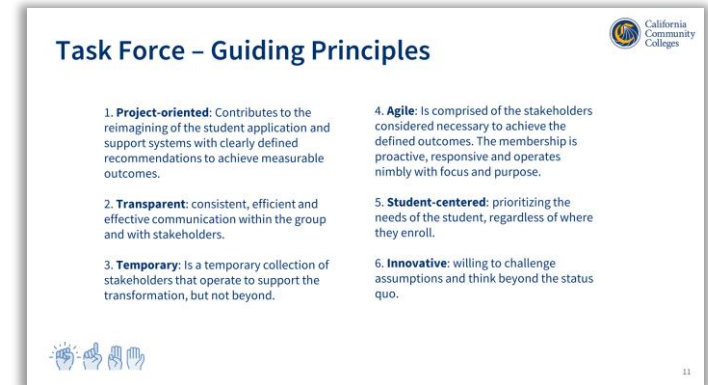 California
Community
Colleges
Task Force – Guiding Principles
1. Project-oriented: Contributes to the
reimagining of the student application and
support systems with clearly defined
recommendations to achieve measurable
outcomes.
2. Transparent: consistent, efficient and
effective communication within the group
and with stakeholders.
3. Temporary: Is a temporary collection of
stakeholders that operate to support the
transformation, but not beyond.
4. Agile: Is comprised of the stakeholders
considered necessary to achieve the
defined outcomes. The membership is
proactive, responsive and operates
nimbly with focus and purpose.
5. Student-centered: prioritizing the
needs of the student, regardless of where
they enroll.
6. Innovative: willing to challenge
assumptions and think beyond the status
quo.
11